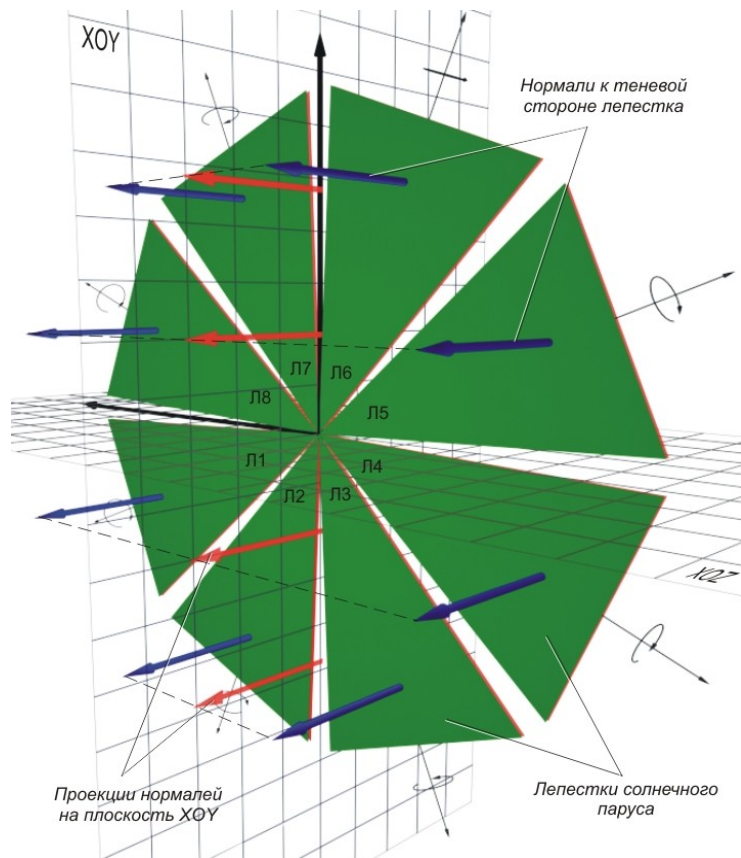 XOY
Нормали к теневой
стороне лепестка
Л7
Л6
Л8
Л5
Л1
Л4
Л2
Л3
XOZ
Проекции нормалей
на плоскость XOY
Лепестки солнечного
паруса